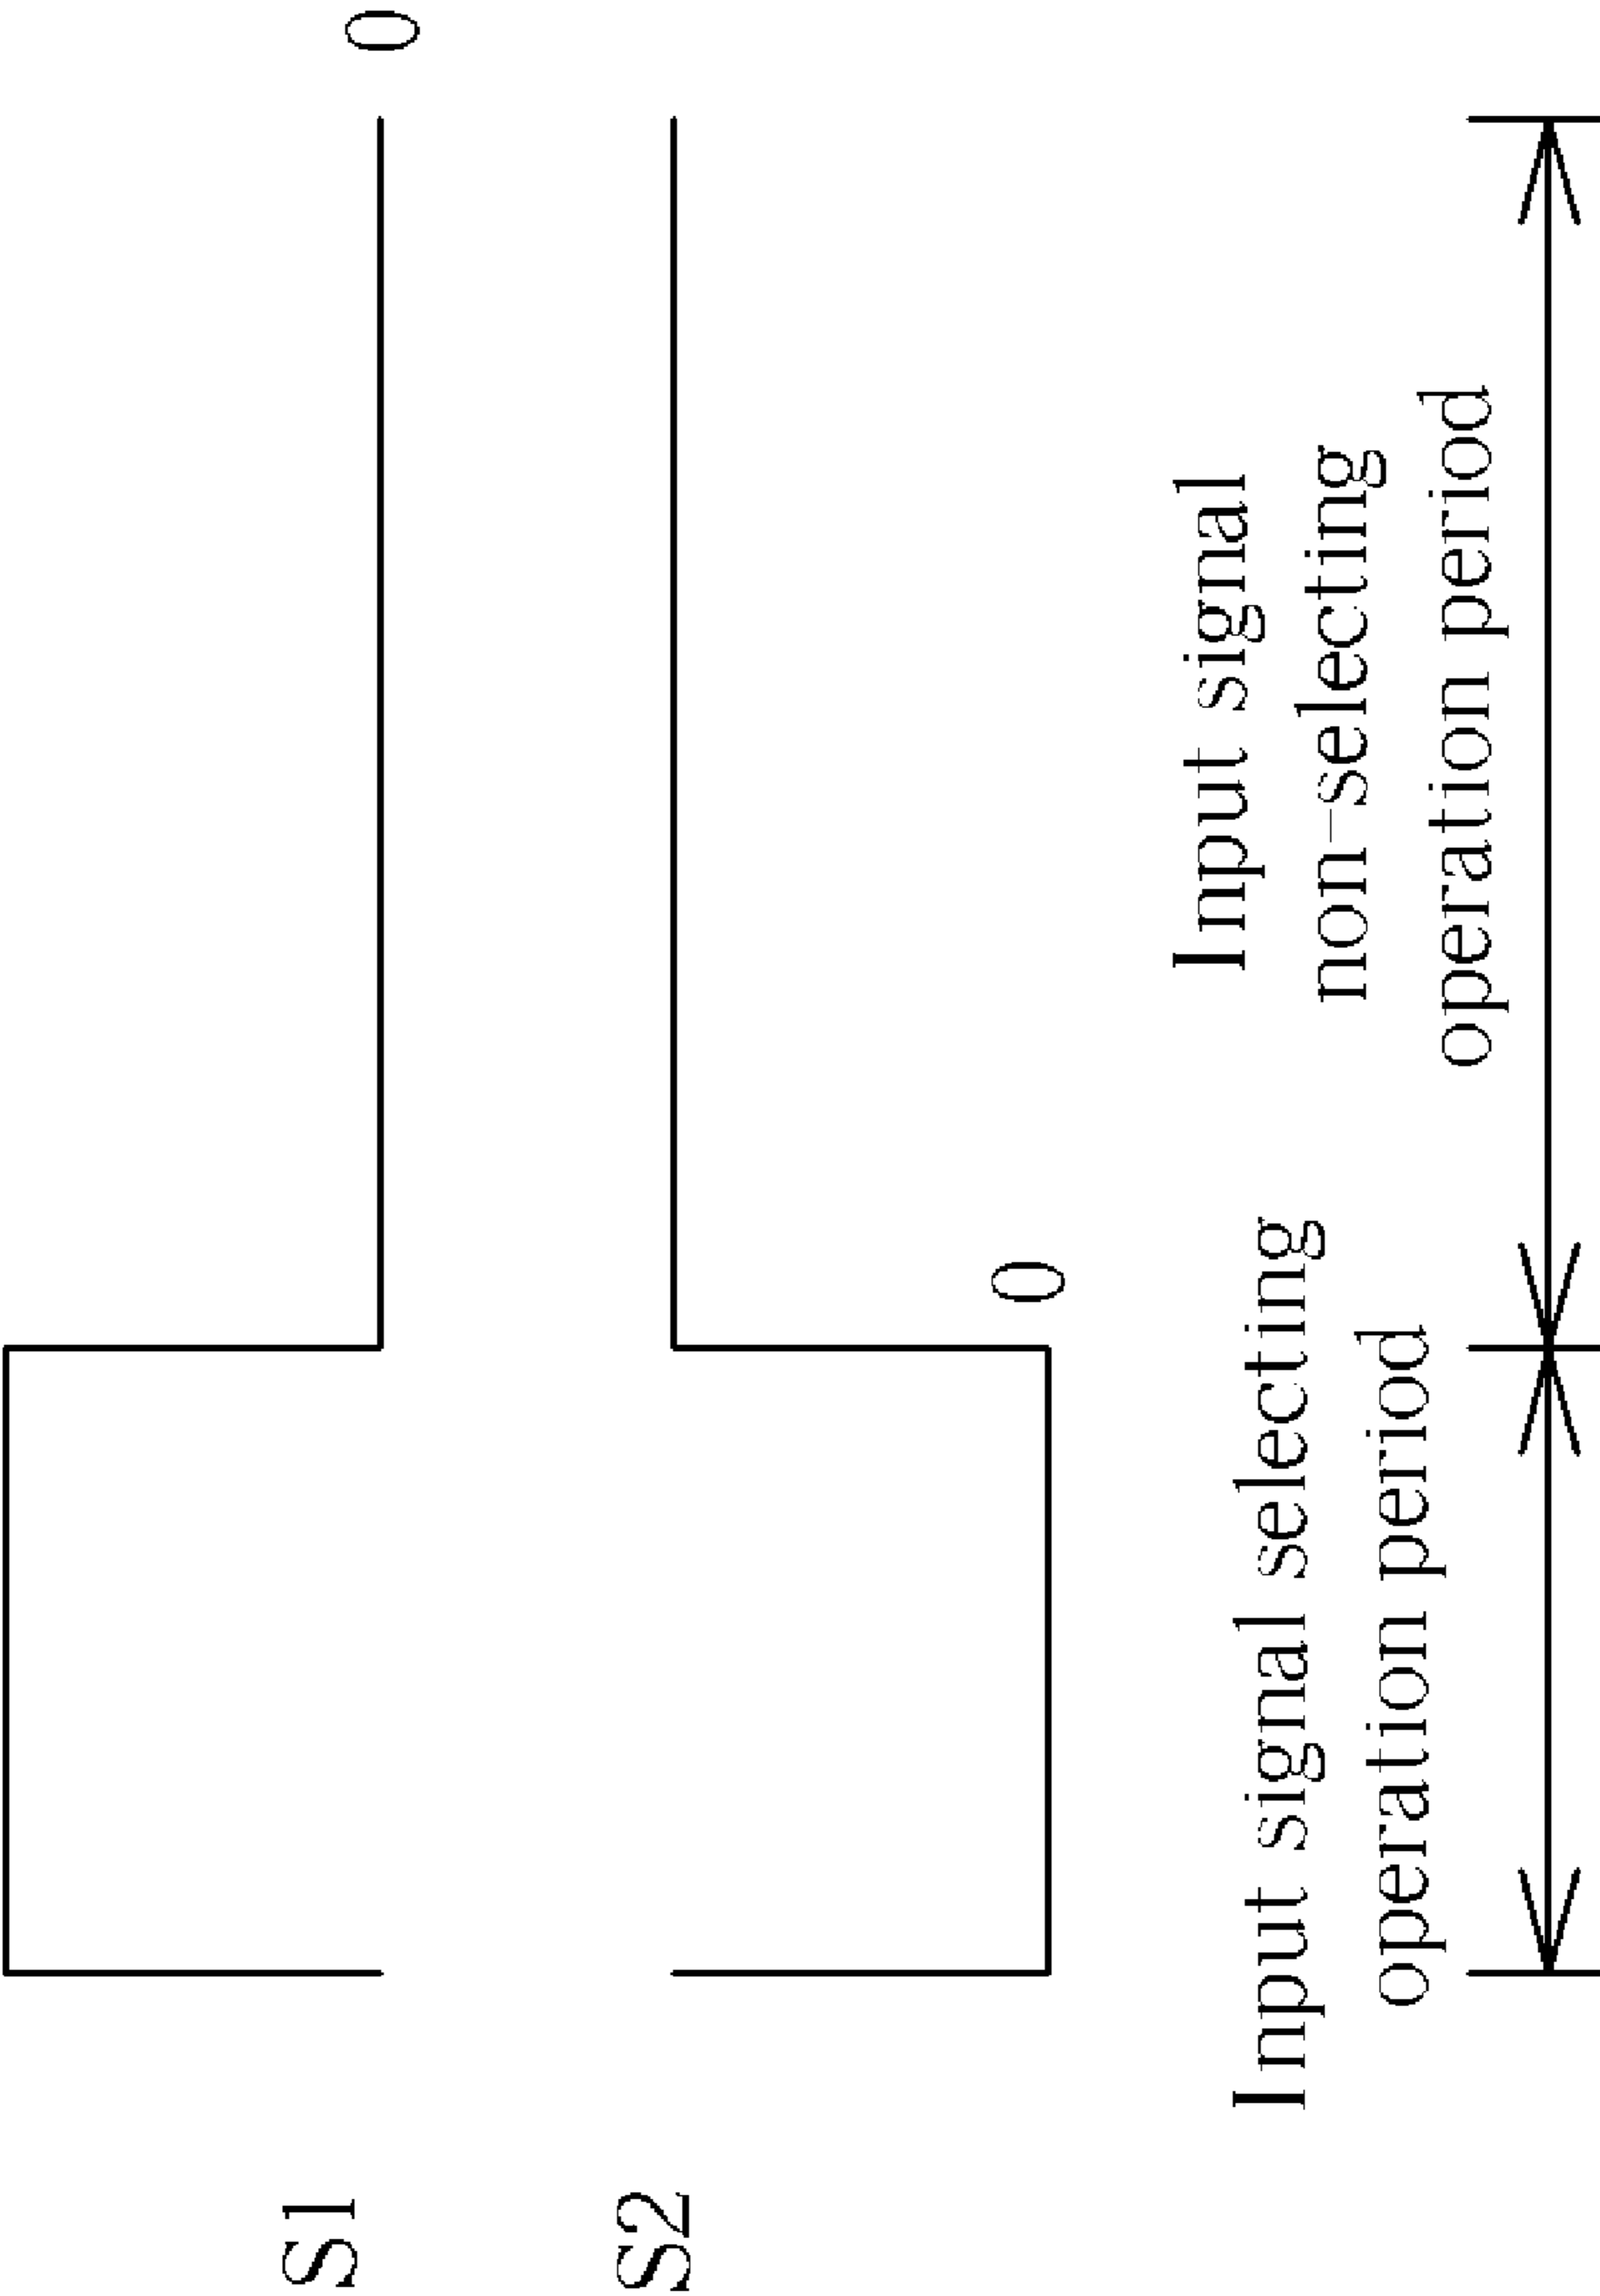 S1
0
S2
0
Input signal selecting
operation period
Input signal
non-selecting
operation period